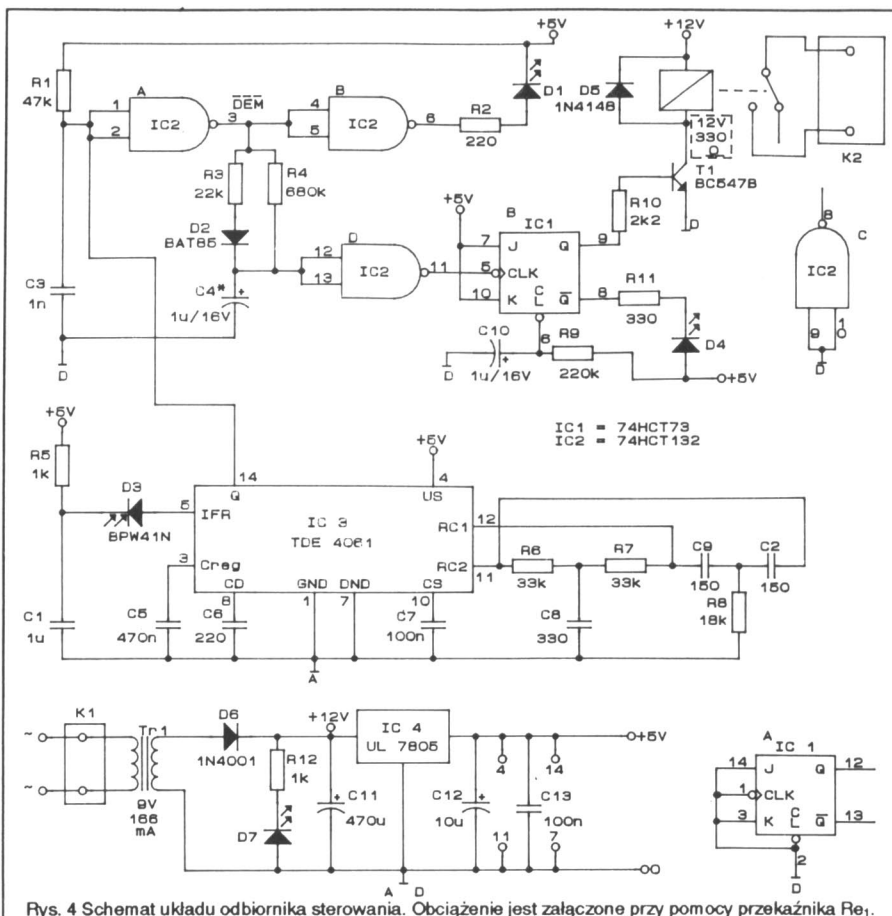 +5V
+12V
R1
47k
A
1
2
IC2
3
DEM
B
4
5
IC2
6
R2
220
D1
D5
1N4148
12V
330
K2
T1
BC547B
R3
22k
R4
680k
D2
BAT85
C4*
+
1u/16V
D
12
13
IC2
11
+5V
B
IC1
7
J
Q
9
5
CLK
10
K
C
L
Q
8
6
R10
2k2
D
R11
330
D4
C
8
IC2
9
10
D
C3
1n
D
C10
+
1u/16V
D
R9
220k
+5V
IC1 = 74HCT73
IC2 = 74HCT132
+5V
R5
1k
D3
BPW41N
14
Q
+5V
4
US
5
IFR
IC 3
TDE 4061
RC1
12
RC2
11
3
Creg
CD
8
GND
1
DND
7
CS
10
R6
33k
R7
33k
C9
150
C2
150
C1
1u
C5
470n
C6
220
C7
100n
C8
330
R8
18k
A
K1
~
~
Tr1
9V
166
mA
D6
1N4001
+12V
R12
1k
D7
C11
470u
+
IC 4
UL 7805
C12
10u
+
4
14
C13
100n
11
7
+5V
A
D
A
IC 1
14
J
Q
12
1
CLK
3
K
C
L
Q
13
2
D
Rys. 4 Schemat układu odbiornika sterowania. Obciążenie jest załączone przy pomocy przekaźnika Re1.